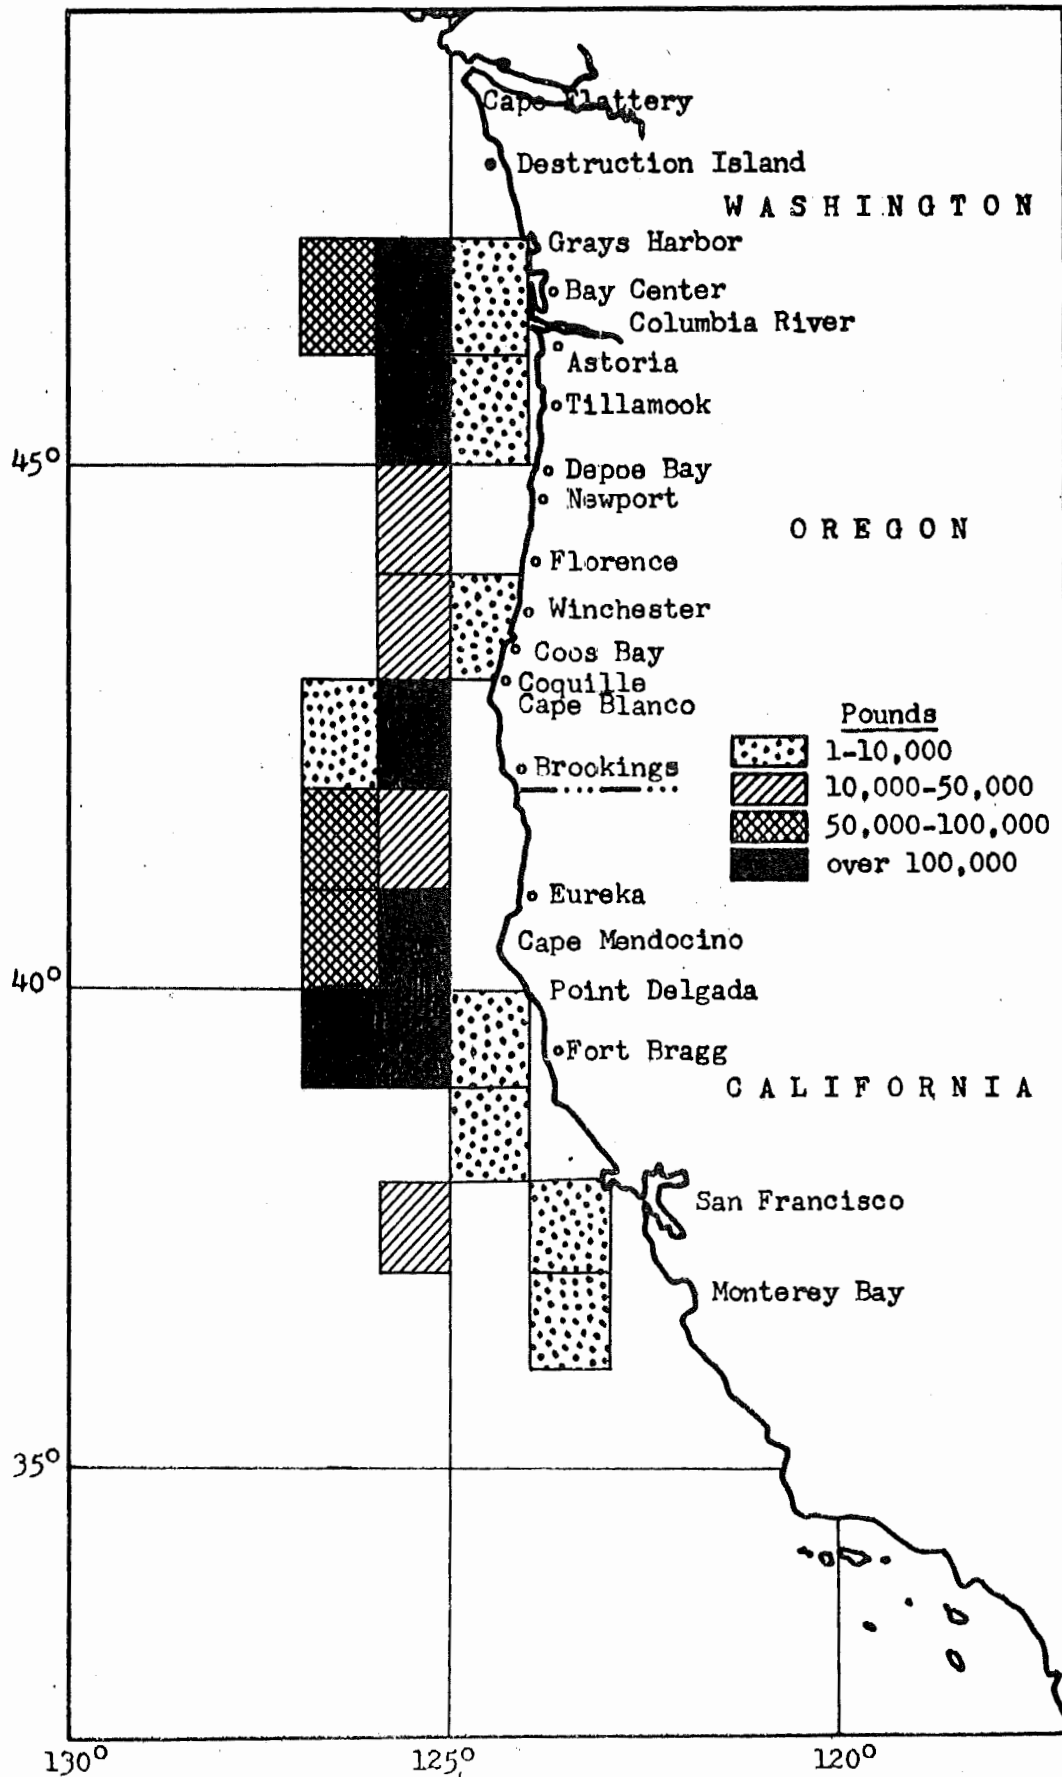 Cape Flattery
Destruction Island
WASHINGTON
Grays Harbor
Bay Center
Columbia River
Astoria
Tillamook
45°
Depoe Bay
Newport
OREGON
Florence
Winchester
Coos Bay
Coquille
Cape Blanco
Pounds
1-10,000
Brookings
10,000-50,000
50,000-100,000
over 100,000
Eureka
Cape Mendocino
40°
Point Delgada
Fort Bragg
CALIFORNIA
San Francisco
Monterey Bay
35°
130°
125°
120°